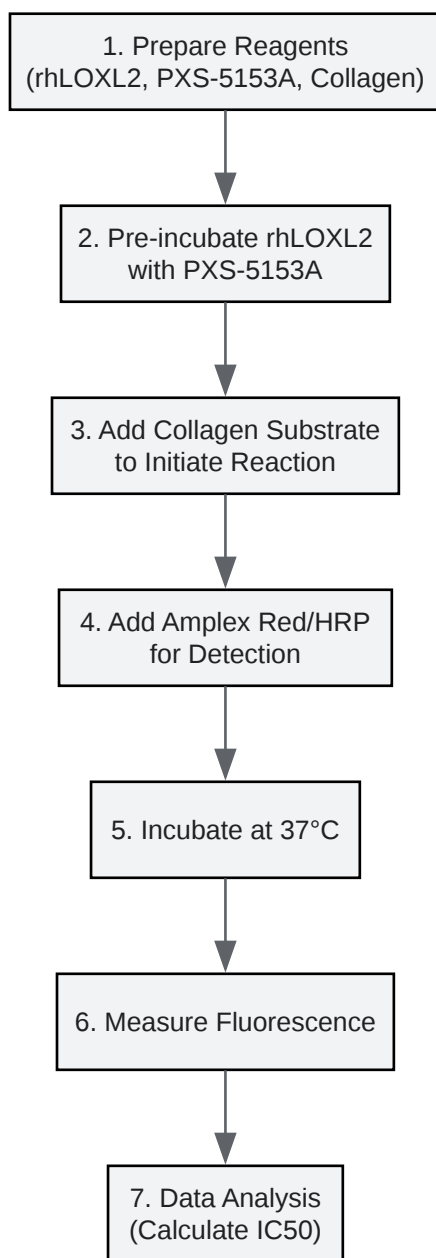 1. Prepare Reagents
(rhLOXL2, PXS-5153A, Collagen)
2. Pre-incubate rhLOXL2
with PXS-5153A
3. Add Collagen Substrate
to Initiate Reaction
4. Add Amplex Red/HRP
for Detection
5. Incubate at 37°C
6. Measure Fluorescence
7. Data Analysis
(Calculate IC50)